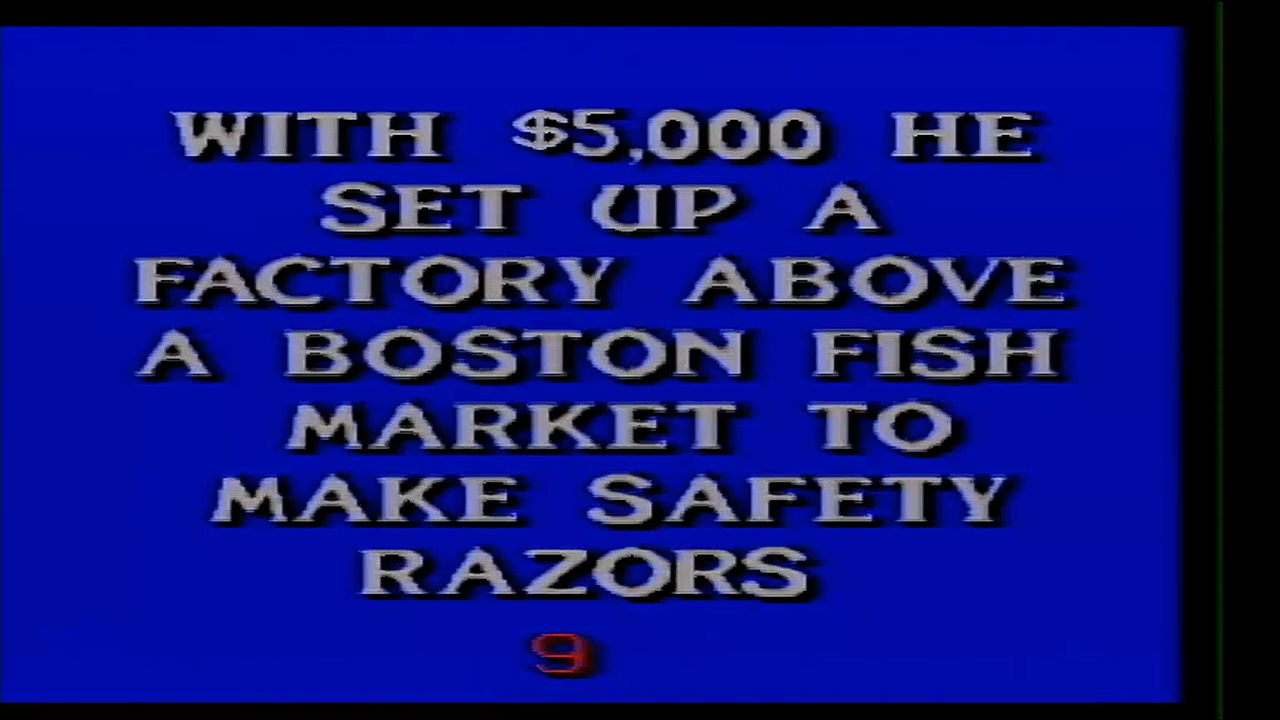 WITH $5,000 HE
SET UP A
FACTORY ABOVE
A BOSTON FISH
MARKET TO
MAKE SAFETY
RAZORS
9